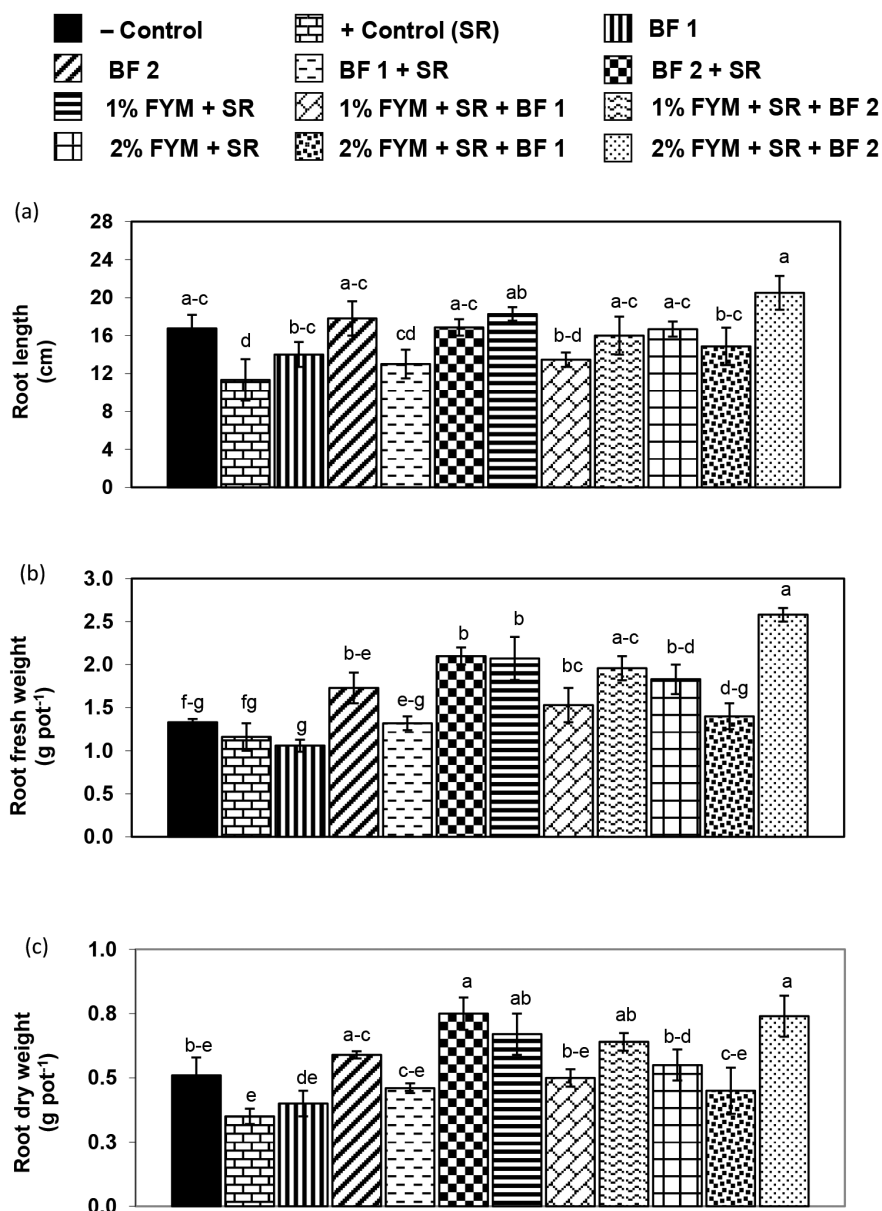 – Control + Control (SR) BF 1
BF 2 BF 1 + SR BF 2 + SR
1% FYM + SR 1% FYM + SR + BF 1 1% FYM + SR + BF 2
2% FYM + SR 2% FYM + SR + BF 1 2% FYM + SR + BF 2
(a)
Root length
(cm)
28
24
20
16
12
8
4
0
a-c d b-c a-c cd a-c ab b-d a-c a-c b-c a
(b)
Root fresh weight
(g pot⁻¹)
3.0
2.5
2.0
1.5
1.0
0.5
0.0
f-g fg g b-e e-g b b bc a-c b-d d-g a
(c)
Root dry weight
(g pot⁻¹)
1.0
0.8
0.5
0.3
0.0
b-e e de a-c c-e a ab b-e ab b-d c-e a